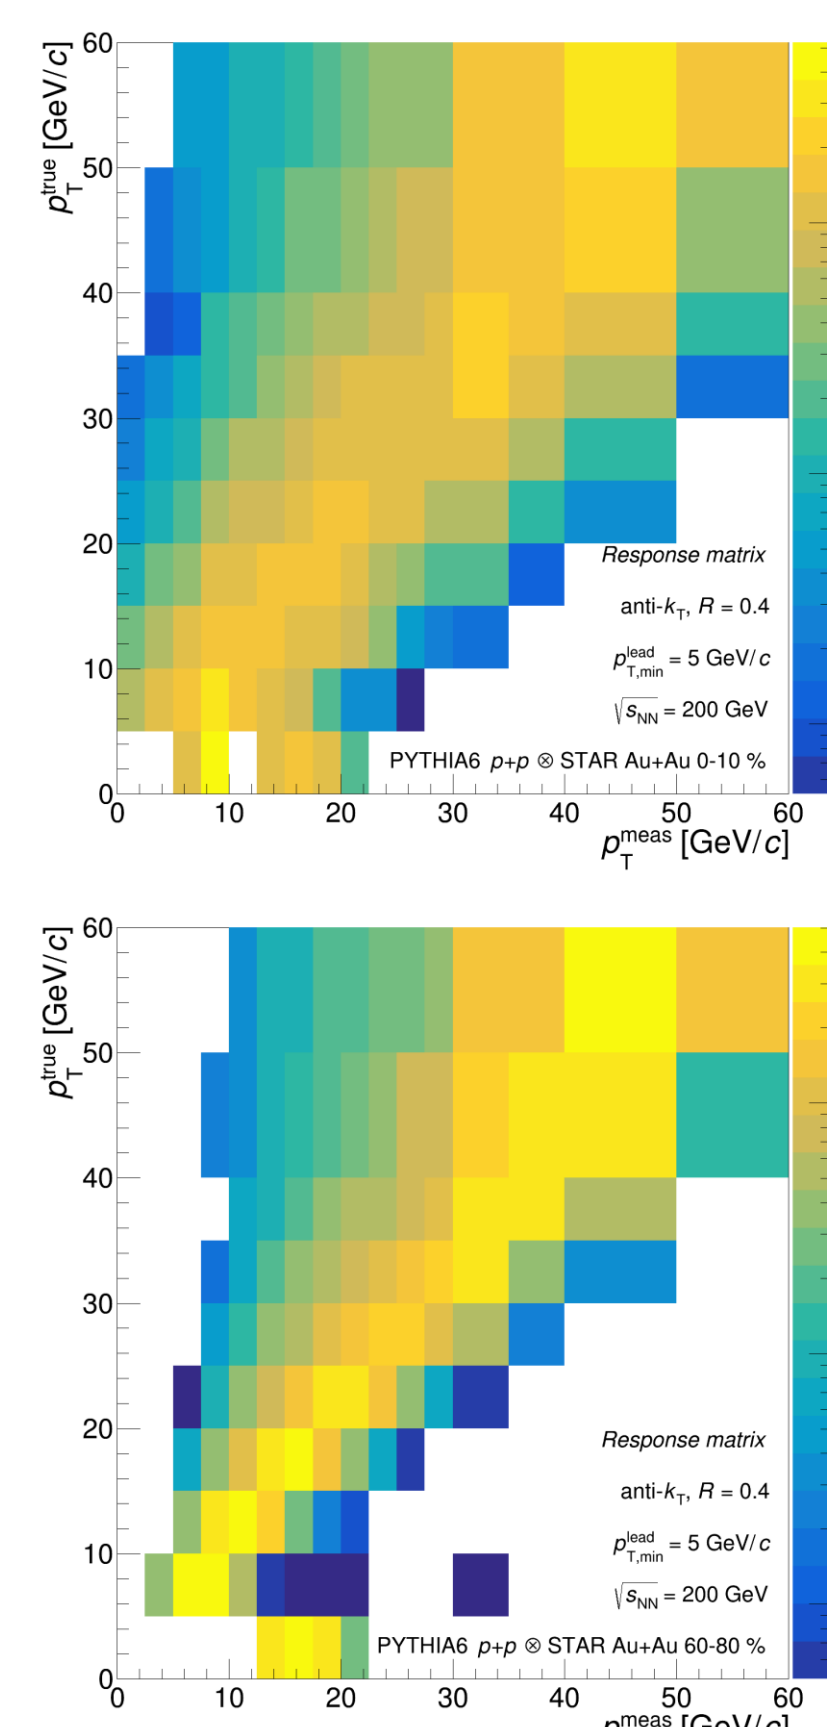 60
50
40
30
20
10
0
p_T^true [GeV/c]
Response matrix
anti-k_T, R = 0.4
p_T,min^lead = 5 GeV/c
√s_NN = 200 GeV
PYTHIA6 p+p ⊗ STAR Au+Au 0-10 %
0 10 20 30 40 50 60
p_T^meas [GeV/c]
60
50
40
30
20
10
0
p_T^true [GeV/c]
Response matrix
anti-k_T, R = 0.4
p_T,min^lead = 5 GeV/c
√s_NN = 200 GeV
PYTHIA6 p+p ⊗ STAR Au+Au 60-80 %
0 10 20 30 40 50 60
p_T^meas [GeV/c]